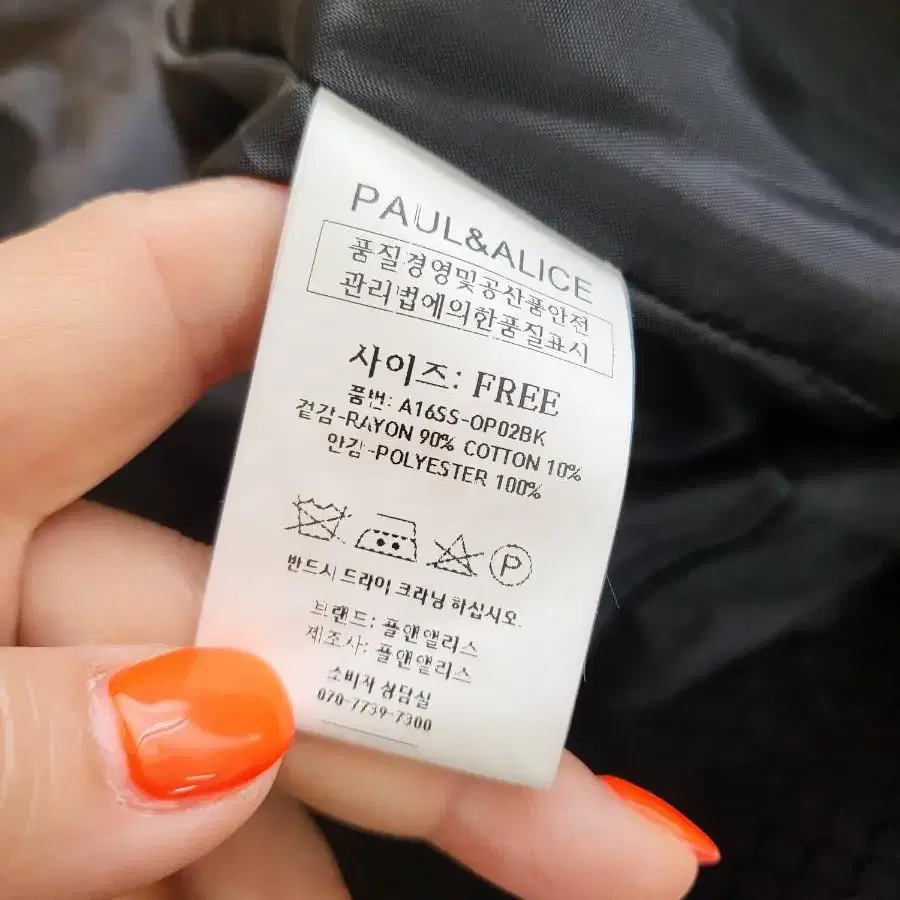 PAUL&ALICE
품질경영및공산품안전
관리법에의한품질표시
사이즈: FREE
품번: A16SS-OP02BK
겉감-RAYON 90% COTTON 10%
안감-POLYESTER 100%
P
반드시 드라이 크라닝 하십시오.
브랜드: 폴앤앨리스
제조사: 폴앤앨리스
소비자 상담실
070-7739-7300